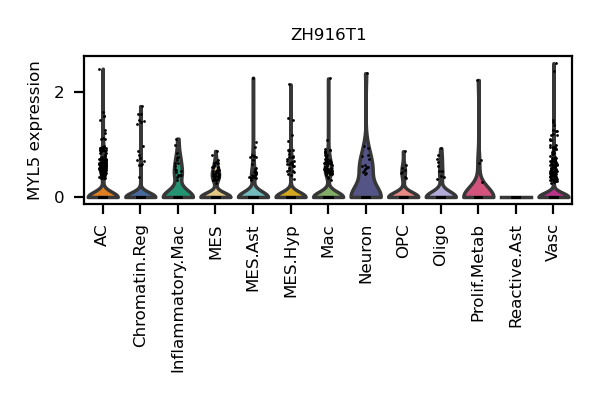 ZH916T1
MYL5 expression
2
0
AC
Chromatin.Reg
Inflammatory.Mac
MES
MES.Ast
MES.Hyp
Mac
Neuron
OPC
Oligo
Prolif.Metab
Reactive.Ast
Vasc